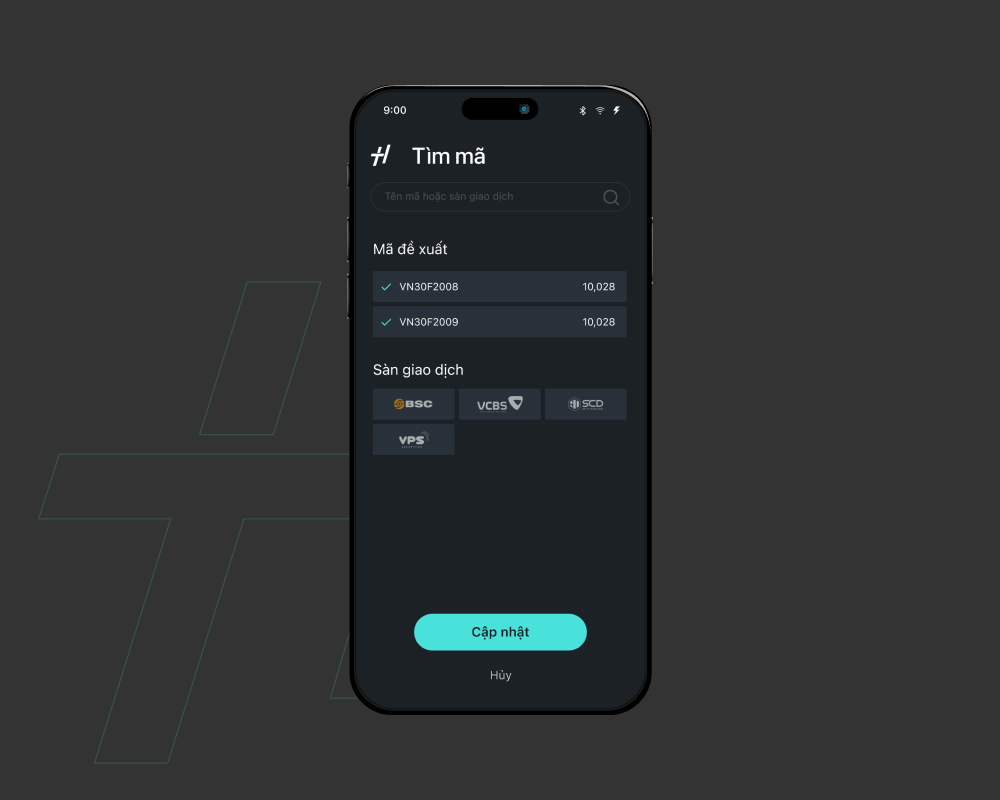 9:00
Tìm mã
Tên mã hoặc sàn giao dịch
Mã đề xuất
VN30F2008 10,028
VN30F2009 10,028
Sàn giao dịch
BSC VCBS SCD
VPS
Cập nhật
Hủy